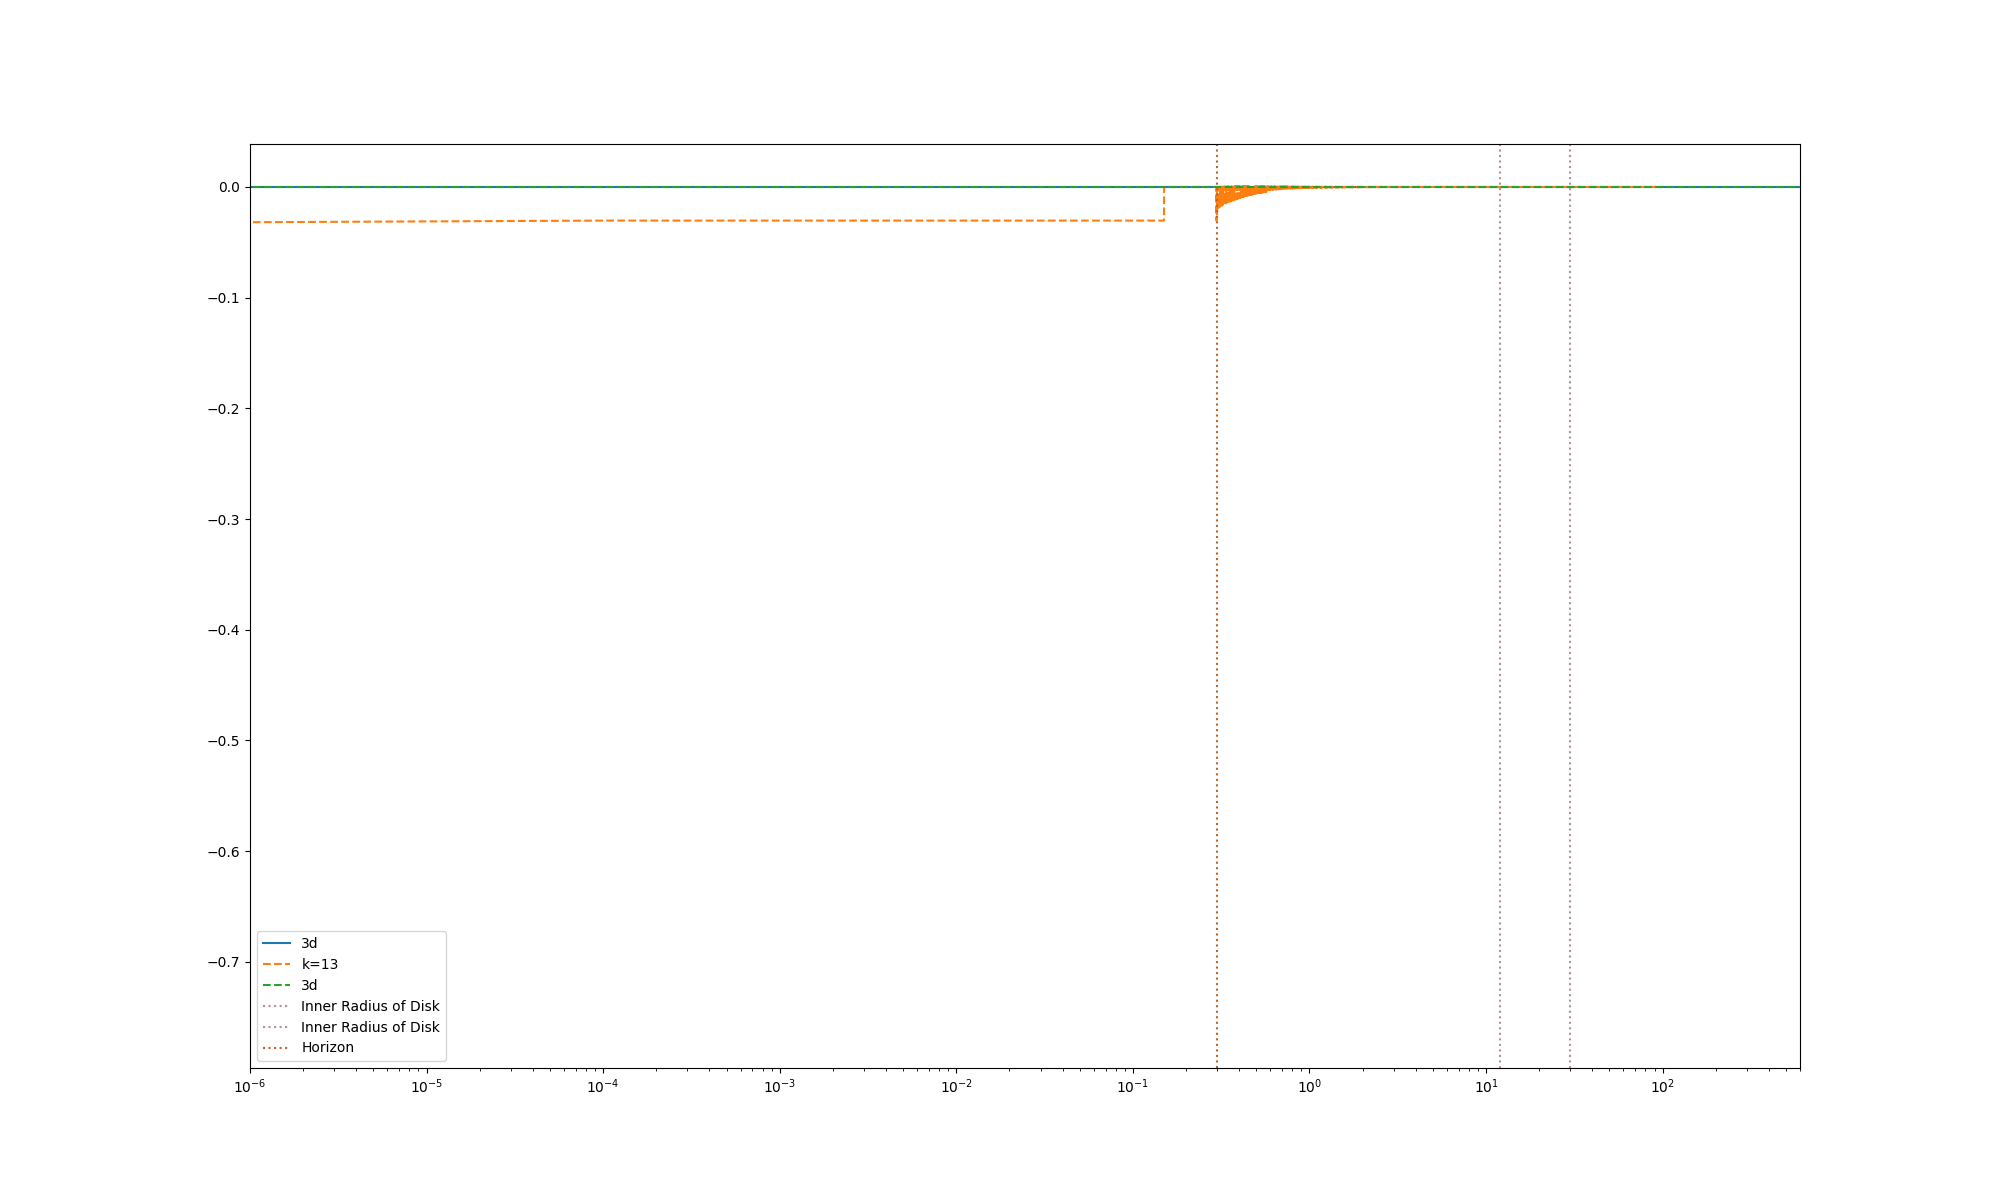 0.0
−0.1
−0.2
−0.3
−0.4
−0.5
−0.6
−0.7
3d
k=13
3d
Inner Radius of Disk
Inner Radius of Disk
Horizon
10⁻⁶ 10⁻⁵ 10⁻⁴ 10⁻³ 10⁻² 10⁻¹ 10⁰ 10¹ 10²